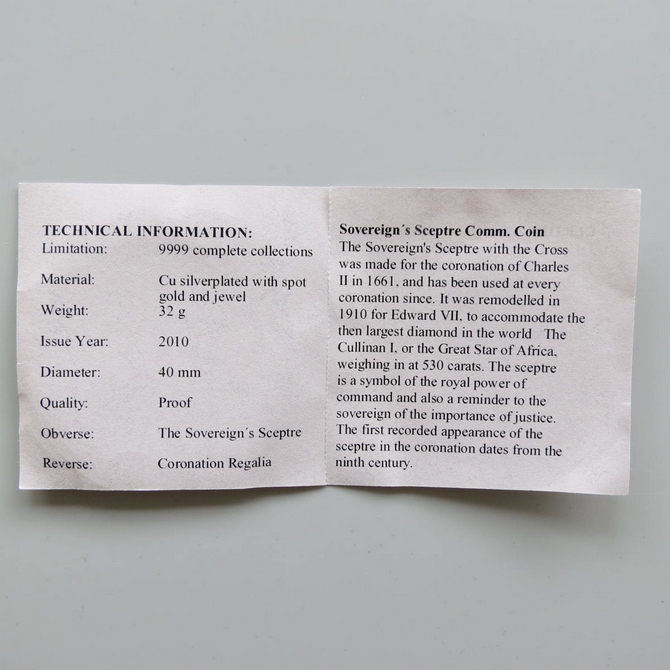 TECHNICAL INFORMATION:
Limitation: 9999 complete collections
Material: Cu silverplated with spot
gold and jewel
Weight: 32 g
Issue Year: 2010
Diameter: 40 mm
Quality: Proof
Obverse: The Sovereign´s Sceptre
Reverse: Coronation Regalia
Sovereign´s Sceptre Comm. Coin
The Sovereign's Sceptre with the Cross
was made for the coronation of Charles
II in 1661, and has been used at every
coronation since. It was remodelled in
1910 for Edward VII, to accommodate the
then largest diamond in the world The
Cullinan I, or the Great Star of Africa,
weighing in at 530 carats. The sceptre
is a symbol of the royal power of
command and also a reminder to the
sovereign of the importance of justice.
The first recorded appearance of the
sceptre in the coronation dates from the
ninth century.